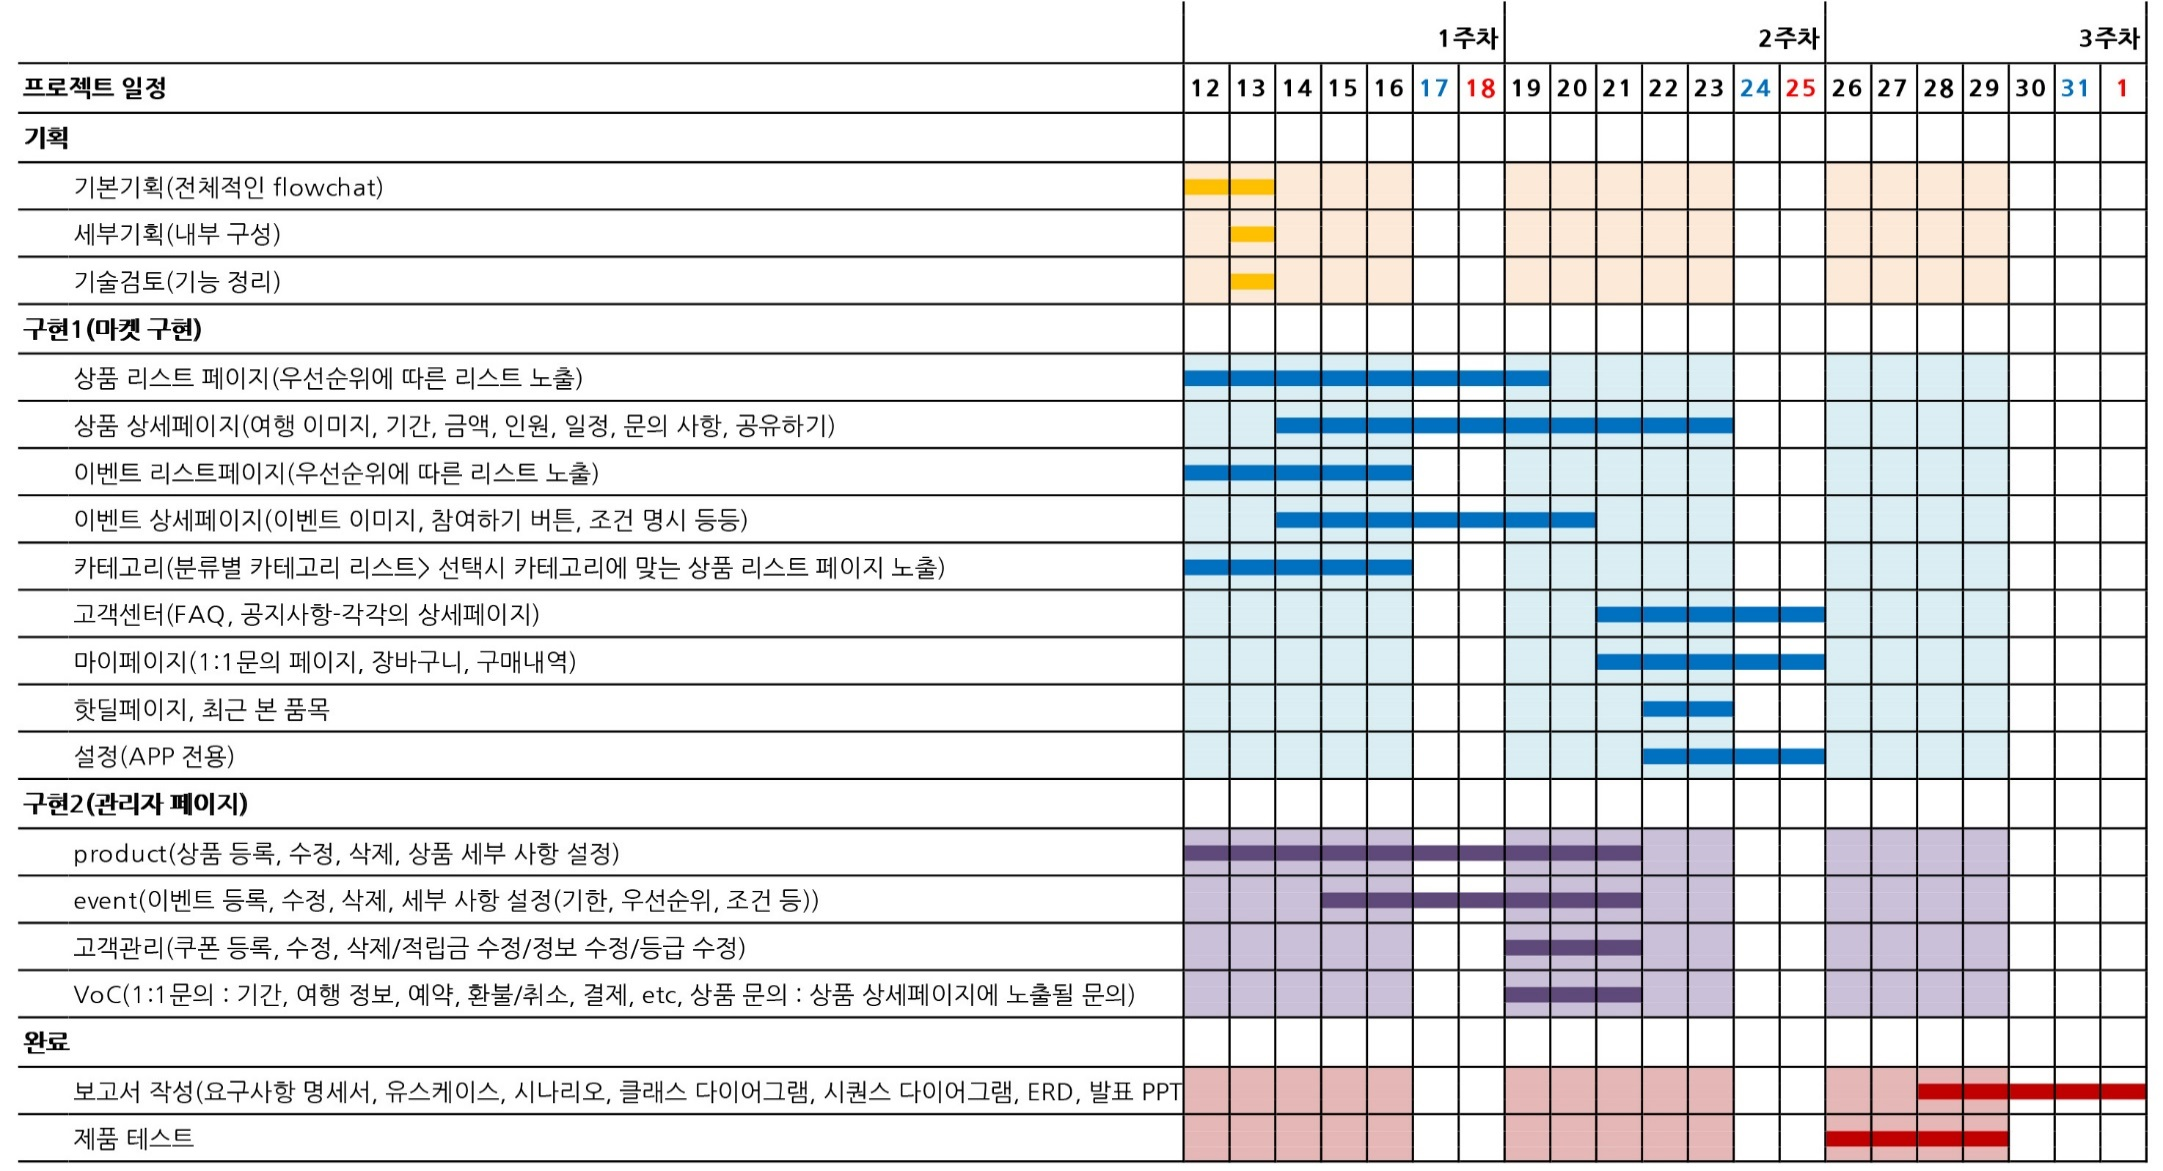 1주차 2주차 3주차
프로젝트 일정 12 13 14 15 16 17 18 19 20 21 22 23 24 25 26 27 28 29 30 31 1
기획
기본기획(전체적인 flowchat)
세부기획(내부 구성)
기술검토(기능 정리)
구현1(마켓 구현)
상품 리스트 페이지(우선순위에 따른 리스트 노출)
상품 상세페이지(여행 이미지, 기간, 금액, 인원, 일정, 문의 사항, 공유하기)
이벤트 리스트페이지(우선순위에 따른 리스트 노출)
이벤트 상세페이지(이벤트 이미지, 참여하기 버튼, 조건 명시 등등)
카테고리(분류별 카테고리 리스트> 선택시 카테고리에 맞는 상품 리스트 페이지 노출)
고객센터(FAQ, 공지사항-각각의 상세페이지)
마이페이지(1:1문의 페이지, 장바구니, 구매내역)
핫딜페이지, 최근 본 품목
설정(APP 전용)
구현2(관리자 페이지)
product(상품 등록, 수정, 삭제, 상품 세부 사항 설정)
event(이벤트 등록, 수정, 삭제, 세부 사항 설정(기한, 우선순위, 조건 등))
고객관리(쿠폰 등록, 수정, 삭제/적립금 수정/정보 수정/등급 수정)
VoC(1:1문의 : 기간, 여행 정보, 예약, 환불/취소, 결제, etc, 상품 문의 : 상품 상세페이지에 노출될 문의)
완료
보고서 작성(요구사항 명세서, 유스케이스, 시나리오, 클래스 다이어그램, 시퀀스 다이어그램, ERD, 발표 PPT
제품 테스트